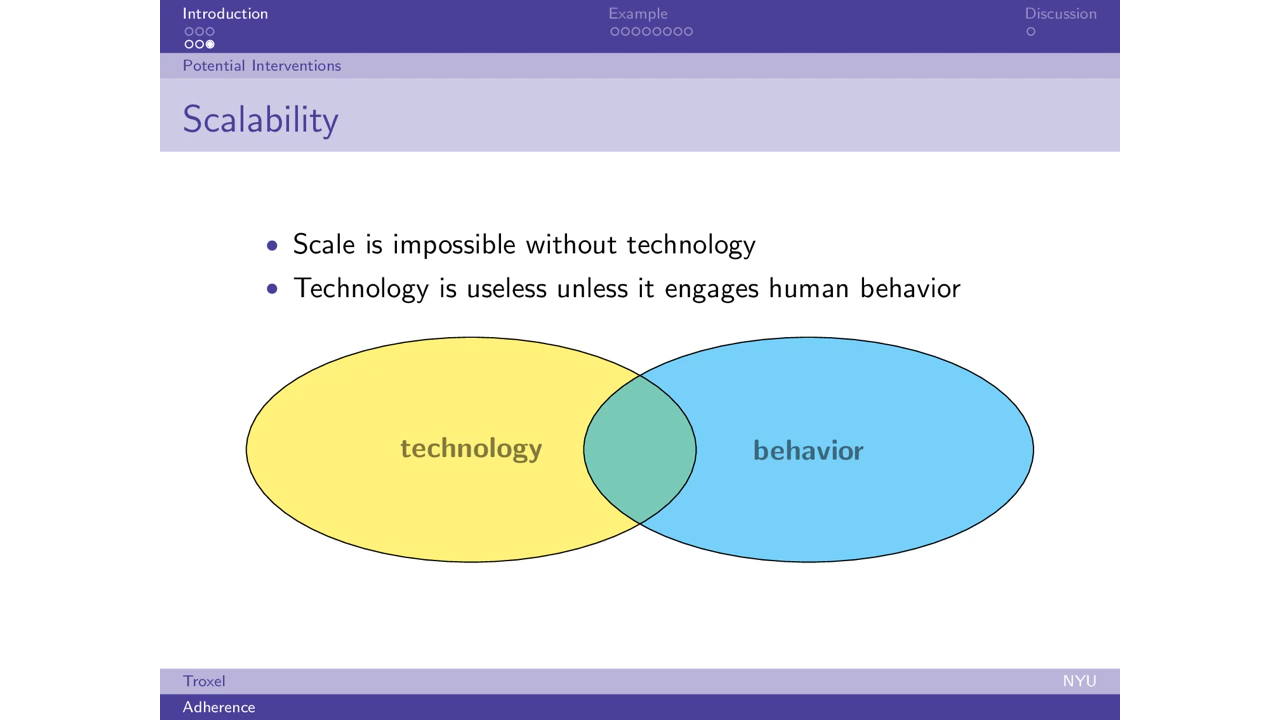 Introduction
Example
Discussion
Potential Interventions
Scalability
• Scale is impossible without technology
• Technology is useless unless it engages human behavior
technology
behavior
Troxel
NYU
Adherence